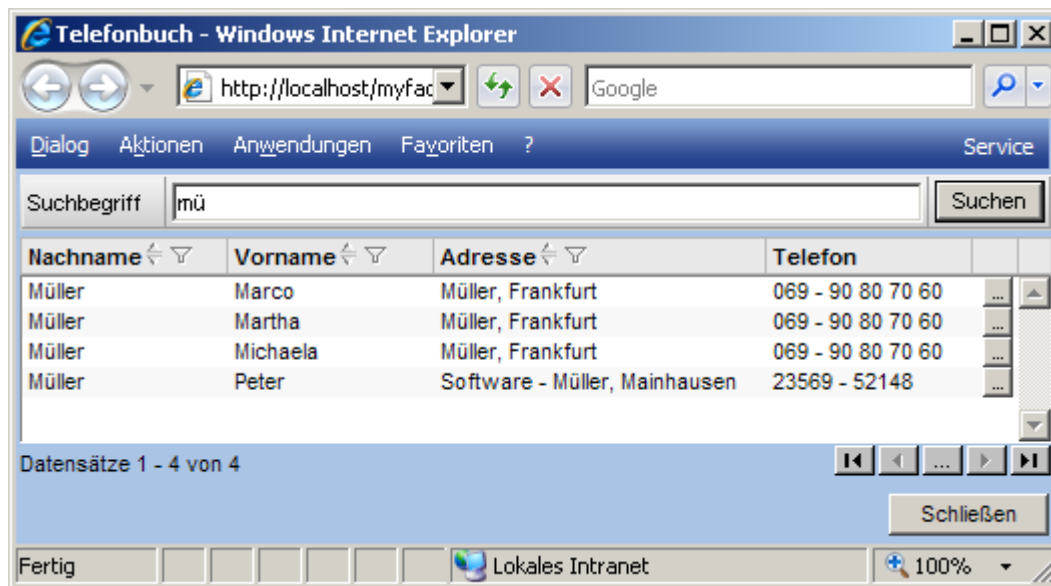 Telefonbuch - Windows Internet Explorer
http://localhost/myfac Google
Dialog Aktionen Anwendungen Favoriten ? Service
Suchbegriff mü Suchen
Nachname Vorname Adresse Telefon
Müller Marco Müller, Frankfurt 069 - 90 80 70 60 ...
Müller Martha Müller, Frankfurt 069 - 90 80 70 60 ...
Müller Michaela Müller, Frankfurt 069 - 90 80 70 60 ...
Müller Peter Software - Müller, Mainhausen 23569 - 52148 ...
Datensätze 1 - 4 von 4 ...
Schließen
Fertig Lokales Intranet 100%